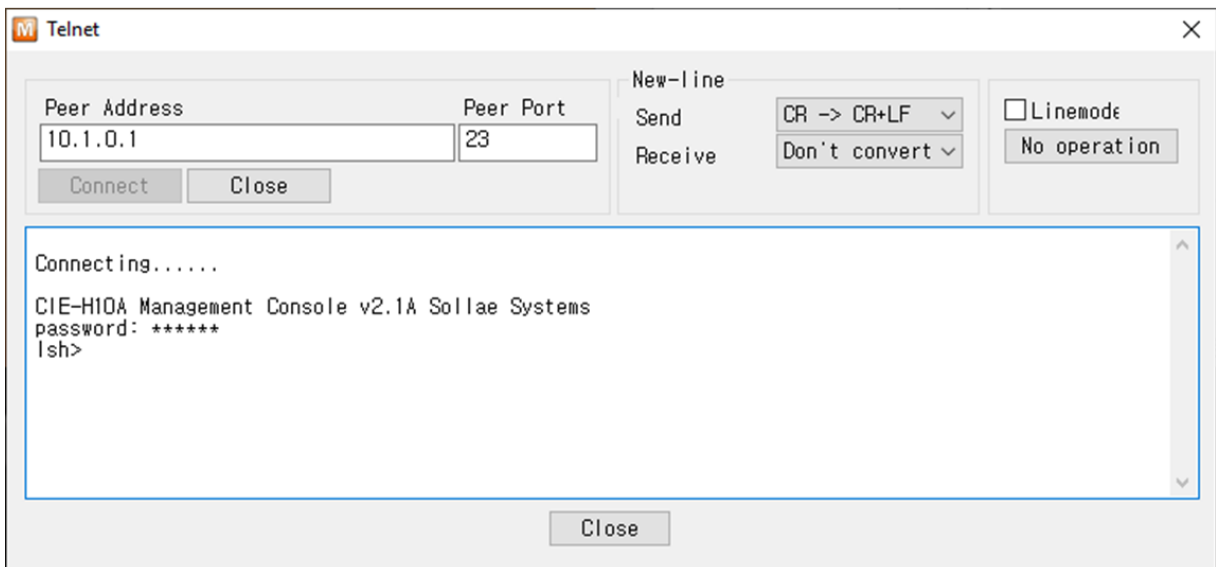 M Telnet
Peer Address
Peer Port
10.1.0.1
23
Connect
Close
New-line
Send
CR -> CR+LF
Receive
Don't convert
Linemode
No operation
Connecting......
CIE-H10A Management Console v2.1A Sollae Systems
password: ******
lsh>
Close